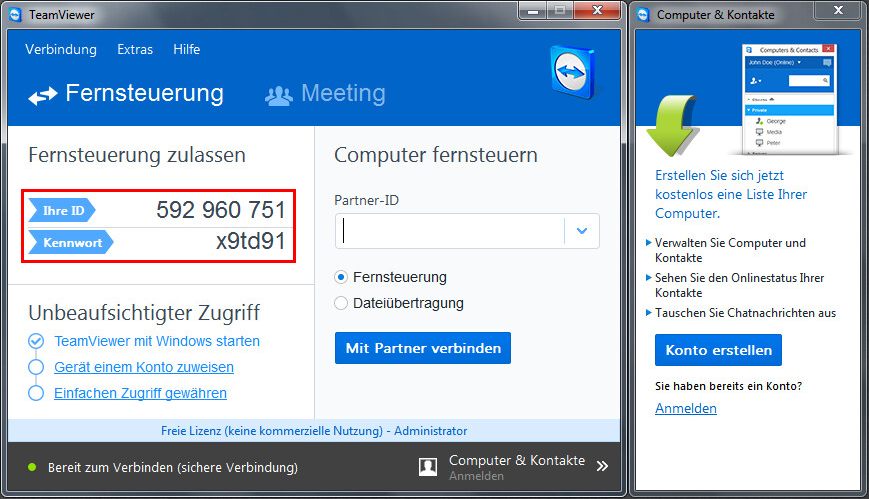 TeamViewer
Verbindung Extras Hilfe
Fernsteuerung Meeting
Fernsteuerung zulassen
Ihre ID 592 960 751
Kennwort x9td91
Unbeaufsichtigter Zugriff
TeamViewer mit Windows starten
Gerät einem Konto zuweisen
Einfachen Zugriff gewähren
Computer fernsteuern
Partner-ID
Fernsteuerung
Dateiübertragung
Mit Partner verbinden
Freie Lizenz (keine kommerzielle Nutzung) - Administrator
Bereit zum Verbinden (sichere Verbindung)
Computer & Kontakte
Anmelden
Computer & Kontakte
Computers & Contacts
John Doe (Online)
Private
George
Media
Peter
Erstellen Sie sich jetzt
kostenlos eine Liste Ihrer
Computer.
Verwalten Sie Computer und
Kontakte
Sehen Sie den Onlinestatus Ihrer
Kontakte
Tauschen Sie Chatnachrichten aus
Konto erstellen
Sie haben bereits ein Konto?
Anmelden